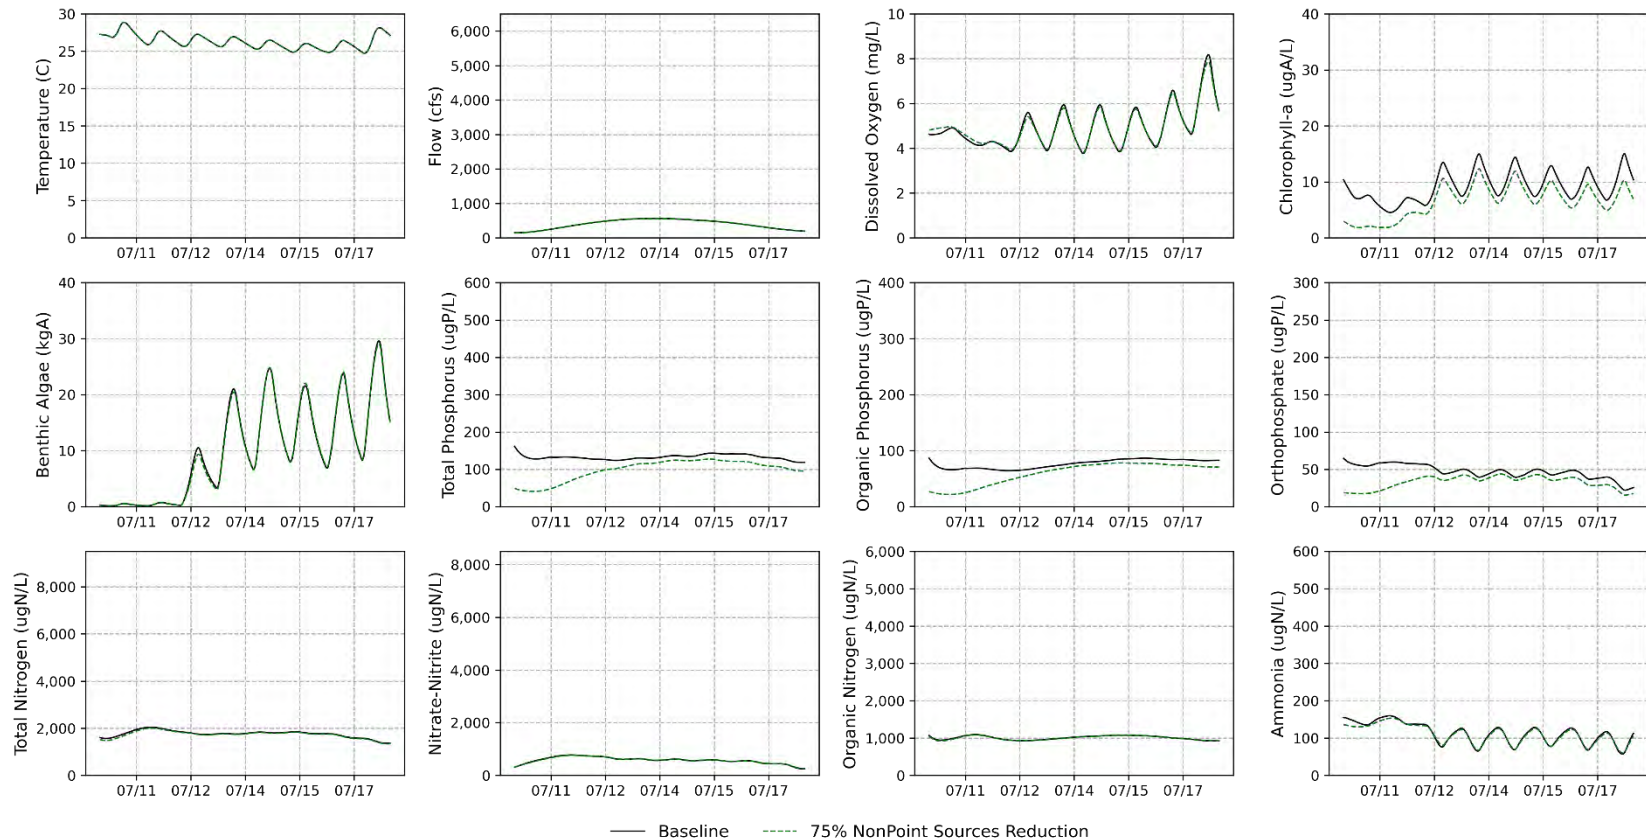 Temperature (C)
30
25
20
15
10
5
0
07/11 07/12 07/14 07/15 07/17
Flow (cfs)
6,000
5,000
4,000
3,000
2,000
1,000
0
07/11 07/12 07/14 07/15 07/17
Dissolved Oxygen (mg/L)
10
8
6
4
2
0
07/11 07/12 07/14 07/15 07/17
Chlorophyll-a (ugA/L)
40
30
20
10
0
07/11 07/12 07/14 07/15 07/17
Benthic Algae (kgA)
40
30
20
10
0
07/11 07/12 07/14 07/15 07/17
Total Phosphorus (ugP/L)
600
500
400
300
200
100
0
07/11 07/12 07/14 07/15 07/17
Organic Phosphorus (ugP/L)
400
300
200
100
0
07/11 07/12 07/14 07/15 07/17
Orthophosphate (ugP/L)
300
250
200
150
100
50
0
07/11 07/12 07/14 07/15 07/17
Total Nitrogen (ugN/L)
8,000
6,000
4,000
2,000
0
07/11 07/12 07/14 07/15 07/17
Nitrate-Nitrite (ugN/L)
8,000
6,000
4,000
2,000
0
07/11 07/12 07/14 07/15 07/17
Organic Nitrogen (ugN/L)
6,000
5,000
4,000
3,000
2,000
1,000
0
07/11 07/12 07/14 07/15 07/17
Ammonia (ugN/L)
600
500
400
300
200
100
0
07/11 07/12 07/14 07/15 07/17
Baseline 75% NonPoint Sources Reduction